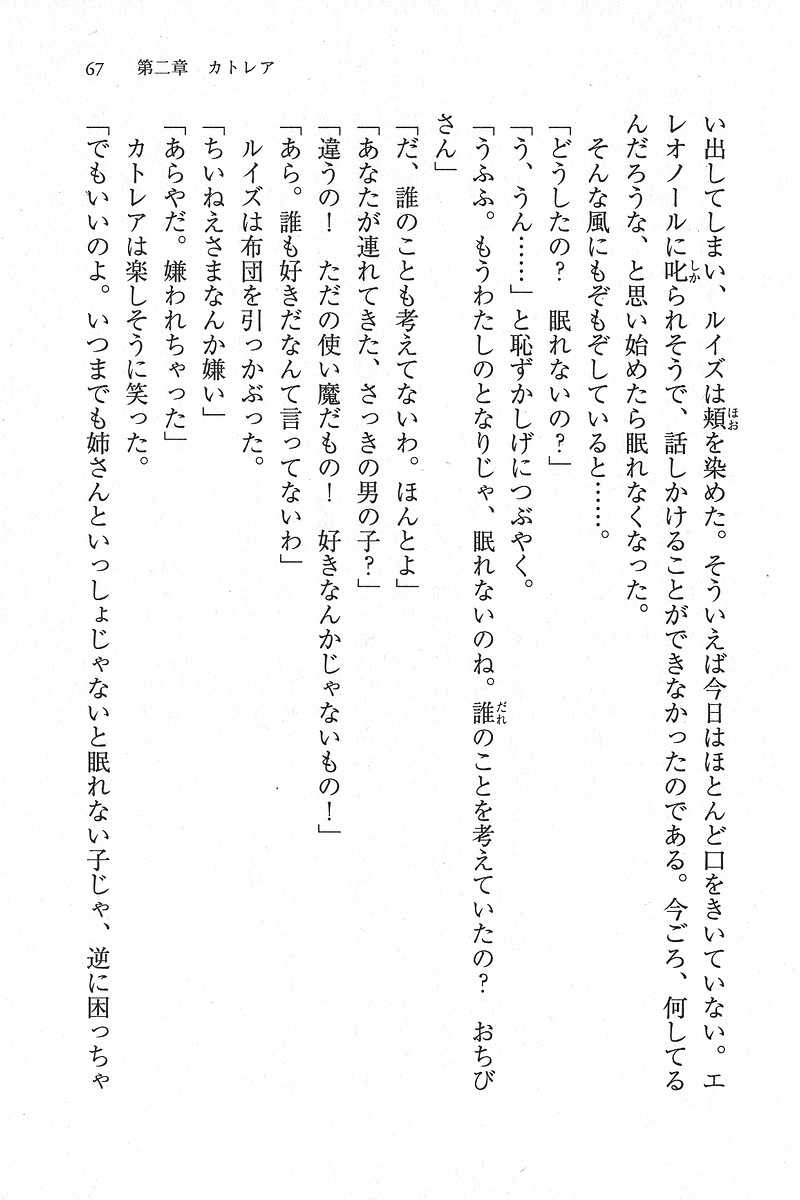 67　第二章　カトレア
い出してしまい、ルイズは頬を染めた。そういえば今日はほとんど口をきいていない。エ
レオノールに叱られそうで、話しかけることができなかったのである。今ごろ、何してる
んだろうな、と思い始めたら眠れなくなった。
　そんな風にもぞもぞしていると……。
「どうしたの？　眠れないの？」
「う、うん……」と恥ずかしげにつぶやく。
「うふふ。もうわたしのとなりじゃ、眠れないのね。誰のことを考えていたの？　おちび
さん」
「だ、誰のことも考えてないわ。ほんとよ」
「あなたが連れてきた、さっきの男の子？」
「違うの！　ただの使い魔だもの！　好きなんかじゃないもの！」
「あら。誰も好きだなんて言ってないわ」
　ルイズは布団を引っかぶった。
「ちいねえさまなんか嫌い」
「あらやだ。嫌われちゃった」
　カトレアは楽しそうに笑った。
「でもいいのよ。いつまでも姉さんといっしょじゃないと眠れない子じゃ、逆に困っちゃ